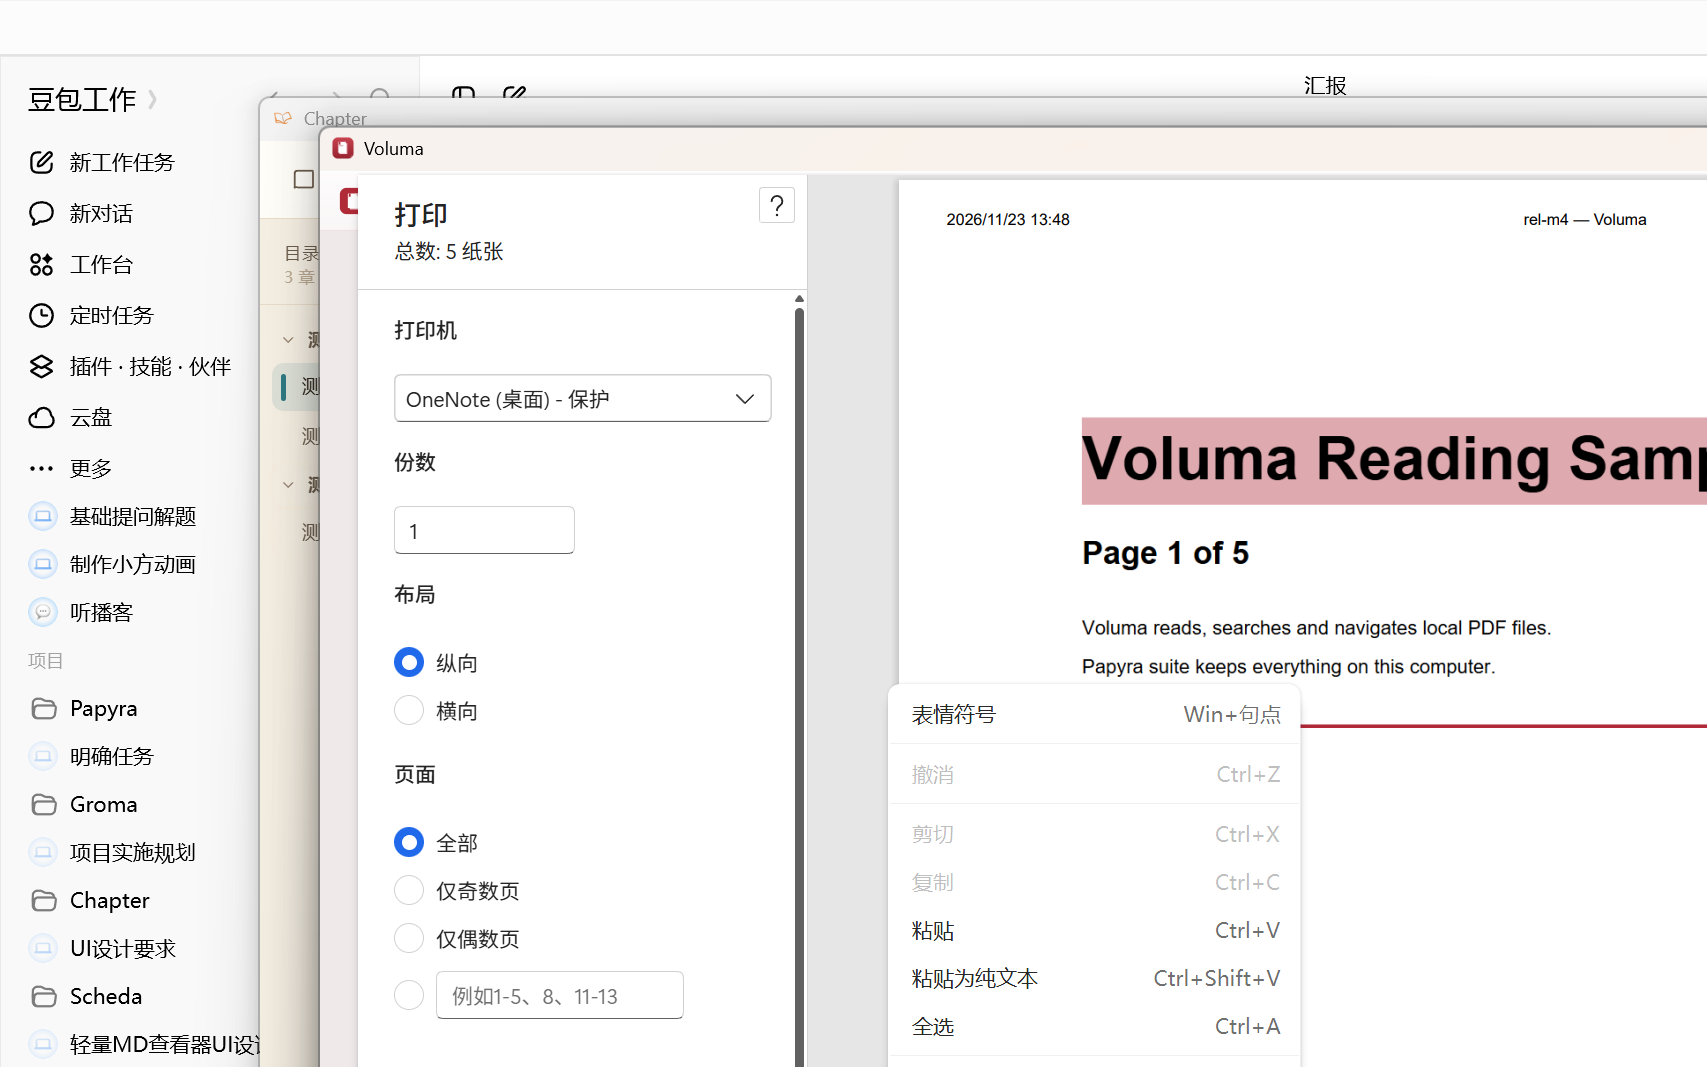 豆包工作
新工作任务
新对话
工作台
定时任务
插件 · 技能 · 伙伴
云盘
更多
基础提问解题
制作小方动画
听播客
项目
Papyra
明确任务
Groma
项目实施规划
Chapter
UI设计要求
Scheda
轻量MD查看器UI设
汇报
Chapter
目录
3 章
测
测
测
测
测
Voluma
打印
总数: 5 纸张
?
打印机
OneNote (桌面) - 保护
份数
1
布局
纵向
横向
页面
全部
仅奇数页
仅偶数页
例如1-5、8、11-13
2026/11/23 13:48
rel-m4 — Voluma
Voluma Reading Samp
Page 1 of 5
Voluma reads, searches and navigates local PDF files.
Papyra suite keeps everything on this computer.
表情符号 Win+句点
撤消 Ctrl+Z
剪切 Ctrl+X
复制 Ctrl+C
粘贴 Ctrl+V
粘贴为纯文本 Ctrl+Shift+V
全选 Ctrl+A